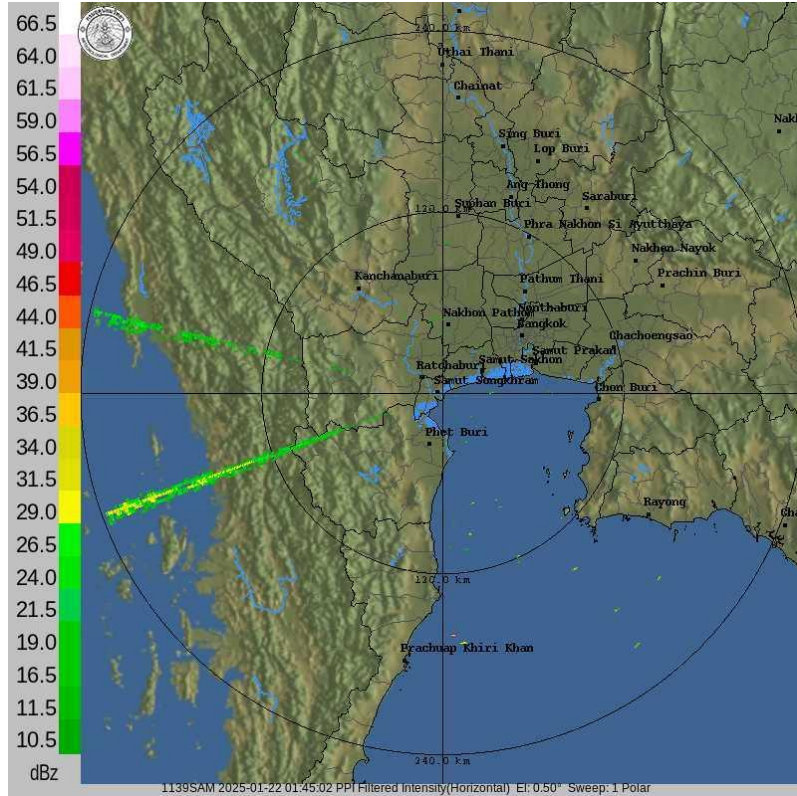 66.5
64.0
61.5
59.0
56.5
54.0
51.5
49.0
46.5
44.0
41.5
39.0
36.5
34.0
31.5
29.0
26.5
24.0
21.5
19.0
16.5
11.5
10.5
dBz
240.0 km
Uthai Thani
Chainat
Sing Buri
Lop Buri
Ang Thong
Saraburi
Suphan Buri
120.0 km
Phra Nakhon Si Ayutthaya
Nakhon Nayok
Kanchanaburi
Pathum Thani
Prachin Buri
Nakhon Pathom
Nonthaburi
Bangkok
Chachoengsao
Samut Prakan
Samut Sakhon
Ratchaburi
Samut Songkhram
Chon Buri
Phet Buri
Rayong
120.0 km
Prachuap Khiri Khan
240.0 km
1139SAM 2025-01-22 01:45:02 PPI Filtered Intensity(Horizontal) El: 0.50° Sweep: 1 Polar